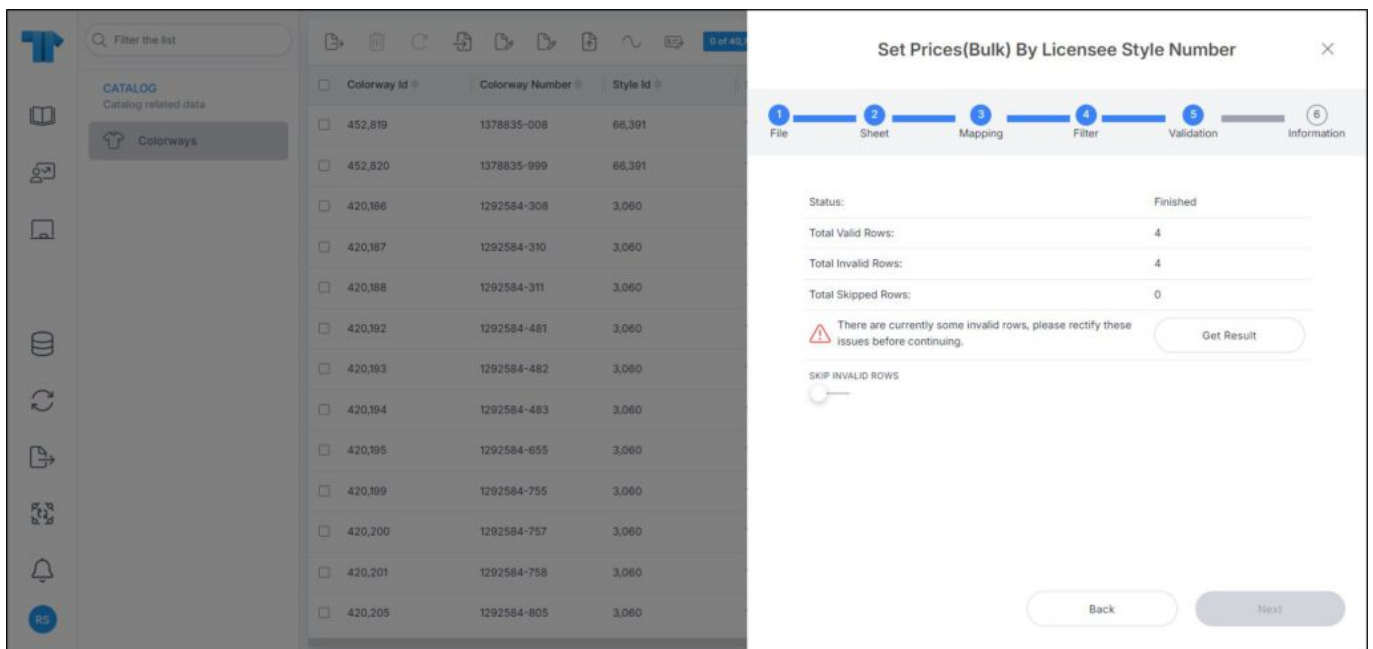 Filter the list
CATALOG
Catalog related data
Colorways
0 of 40,
Colorway Id
Colorway Number
Style Id
452,819 1378835-008 66,391
452,820 1378835-999 66,391
420,186 1292584-308 3,060
420,187 1292584-310 3,060
420,188 1292584-311 3,060
420,192 1292584-481 3,060
420,193 1292584-482 3,060
420,194 1292584-483 3,060
420,195 1292584-655 3,060
420,199 1292584-755 3,060
420,200 1292584-757 3,060
420,201 1292584-758 3,060
420,205 1292584-805 3,060
RS
Set Prices(Bulk) By Licensee Style Number
1 2 3 4 5 6
File Sheet Mapping Filter Validation Information
Status: Finished
Total Valid Rows: 4
Total Invalid Rows: 4
Total Skipped Rows: 0
There are currently some invalid rows, please rectify these
issues before continuing.
Get Result
SKIP INVALID ROWS
Back Next